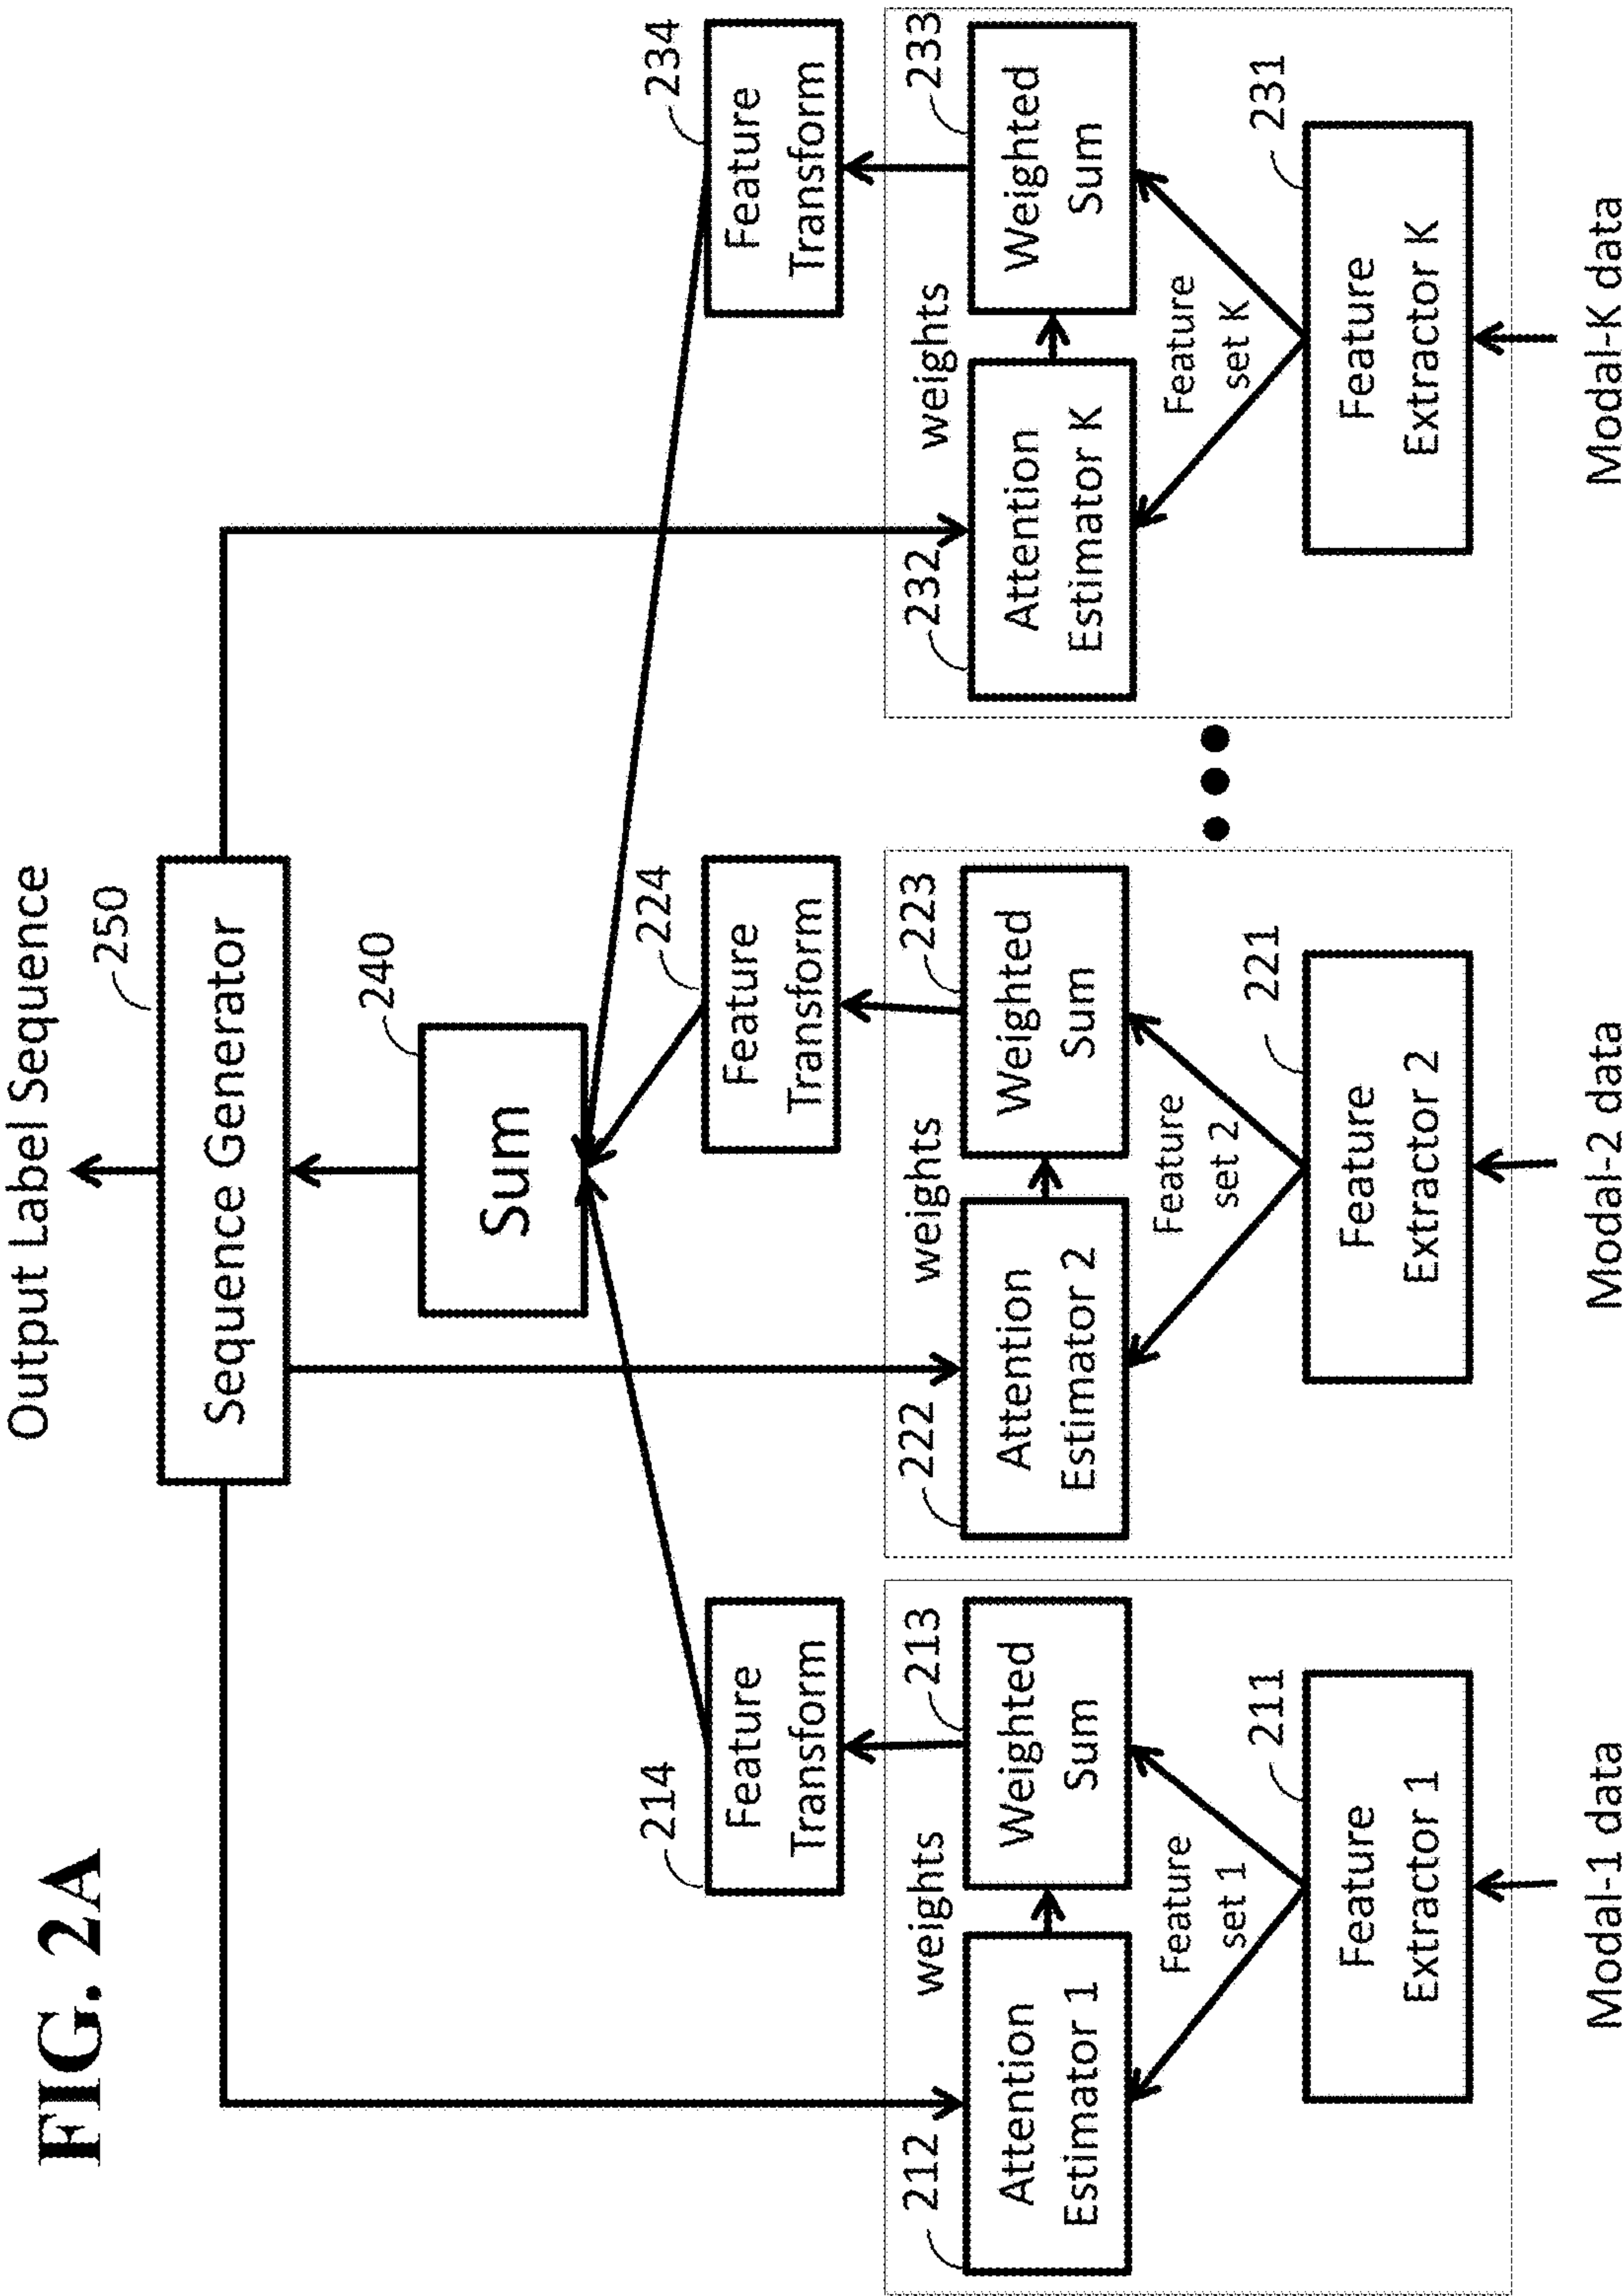 FIG. 2A
Output Label Sequence
250
Sequence Generator
240
Sum
214
Feature
Transform
224
Feature
Transform
234
Feature
Transform
212
weights
213
Attention
Estimator 1
Weighted
Sum
Feature
set 1
211
Feature
Extractor 1
Modal-1 data
222
weights
223
Attention
Estimator 2
Weighted
Sum
Feature
set 2
221
Feature
Extractor 2
Modal-2 data
232
weights
233
Attention
Estimator K
Weighted
Sum
Feature
set K
231
Feature
Extractor K
Modal-K data